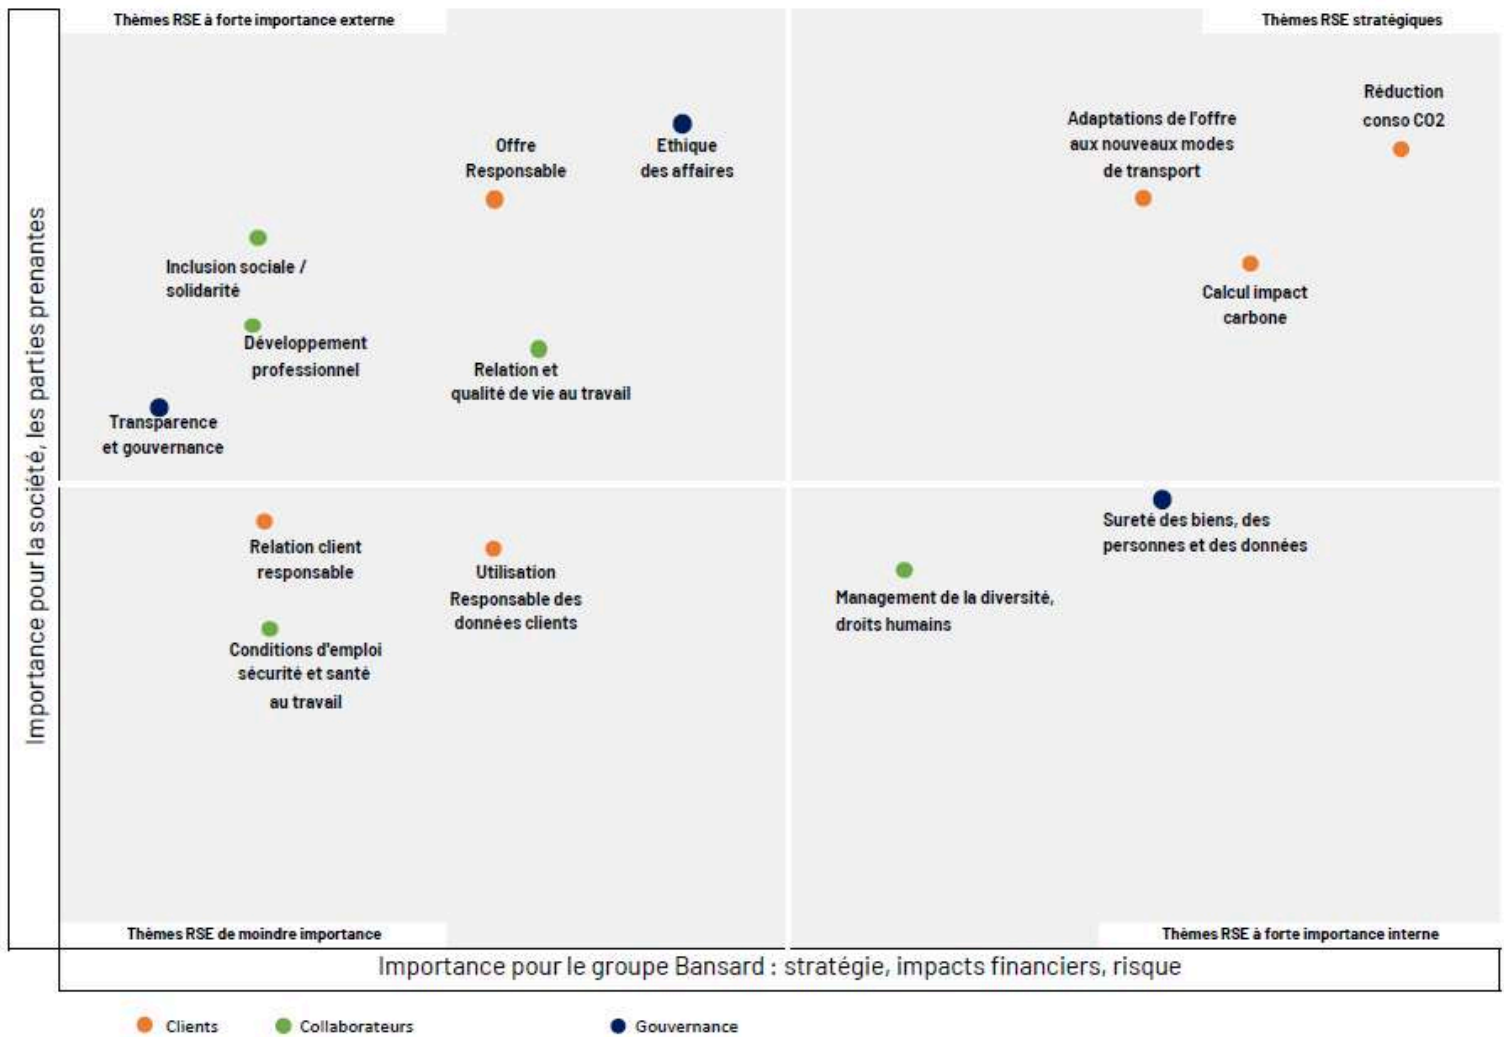 Thèmes RSE à forte importance externe
Thèmes RSE stratégiques
Réduction
conso CO2
Adaptations de l'offre
aux nouveaux modes
de transport
Offre
Responsable
Ethique
des affaires
Inclusion sociale /
solidarité
Calcul impact
carbone
Développement
professionnel
Relation et
qualité de vie au travail
Transparence
et gouvernance
Importance pour la société, les parties prenantes
Relation client
responsable
Utilisation
Responsable des
données clients
Sureté des biens, des
personnes et des données
Management de la diversité,
droits humains
Conditions d'emploi
sécurité et santé
au travail
Thèmes RSE de moindre importance
Thèmes RSE à forte importance interne
Importance pour le groupe Bansard : stratégie, impacts financiers, risque
Clients
Collaborateurs
Gouvernance